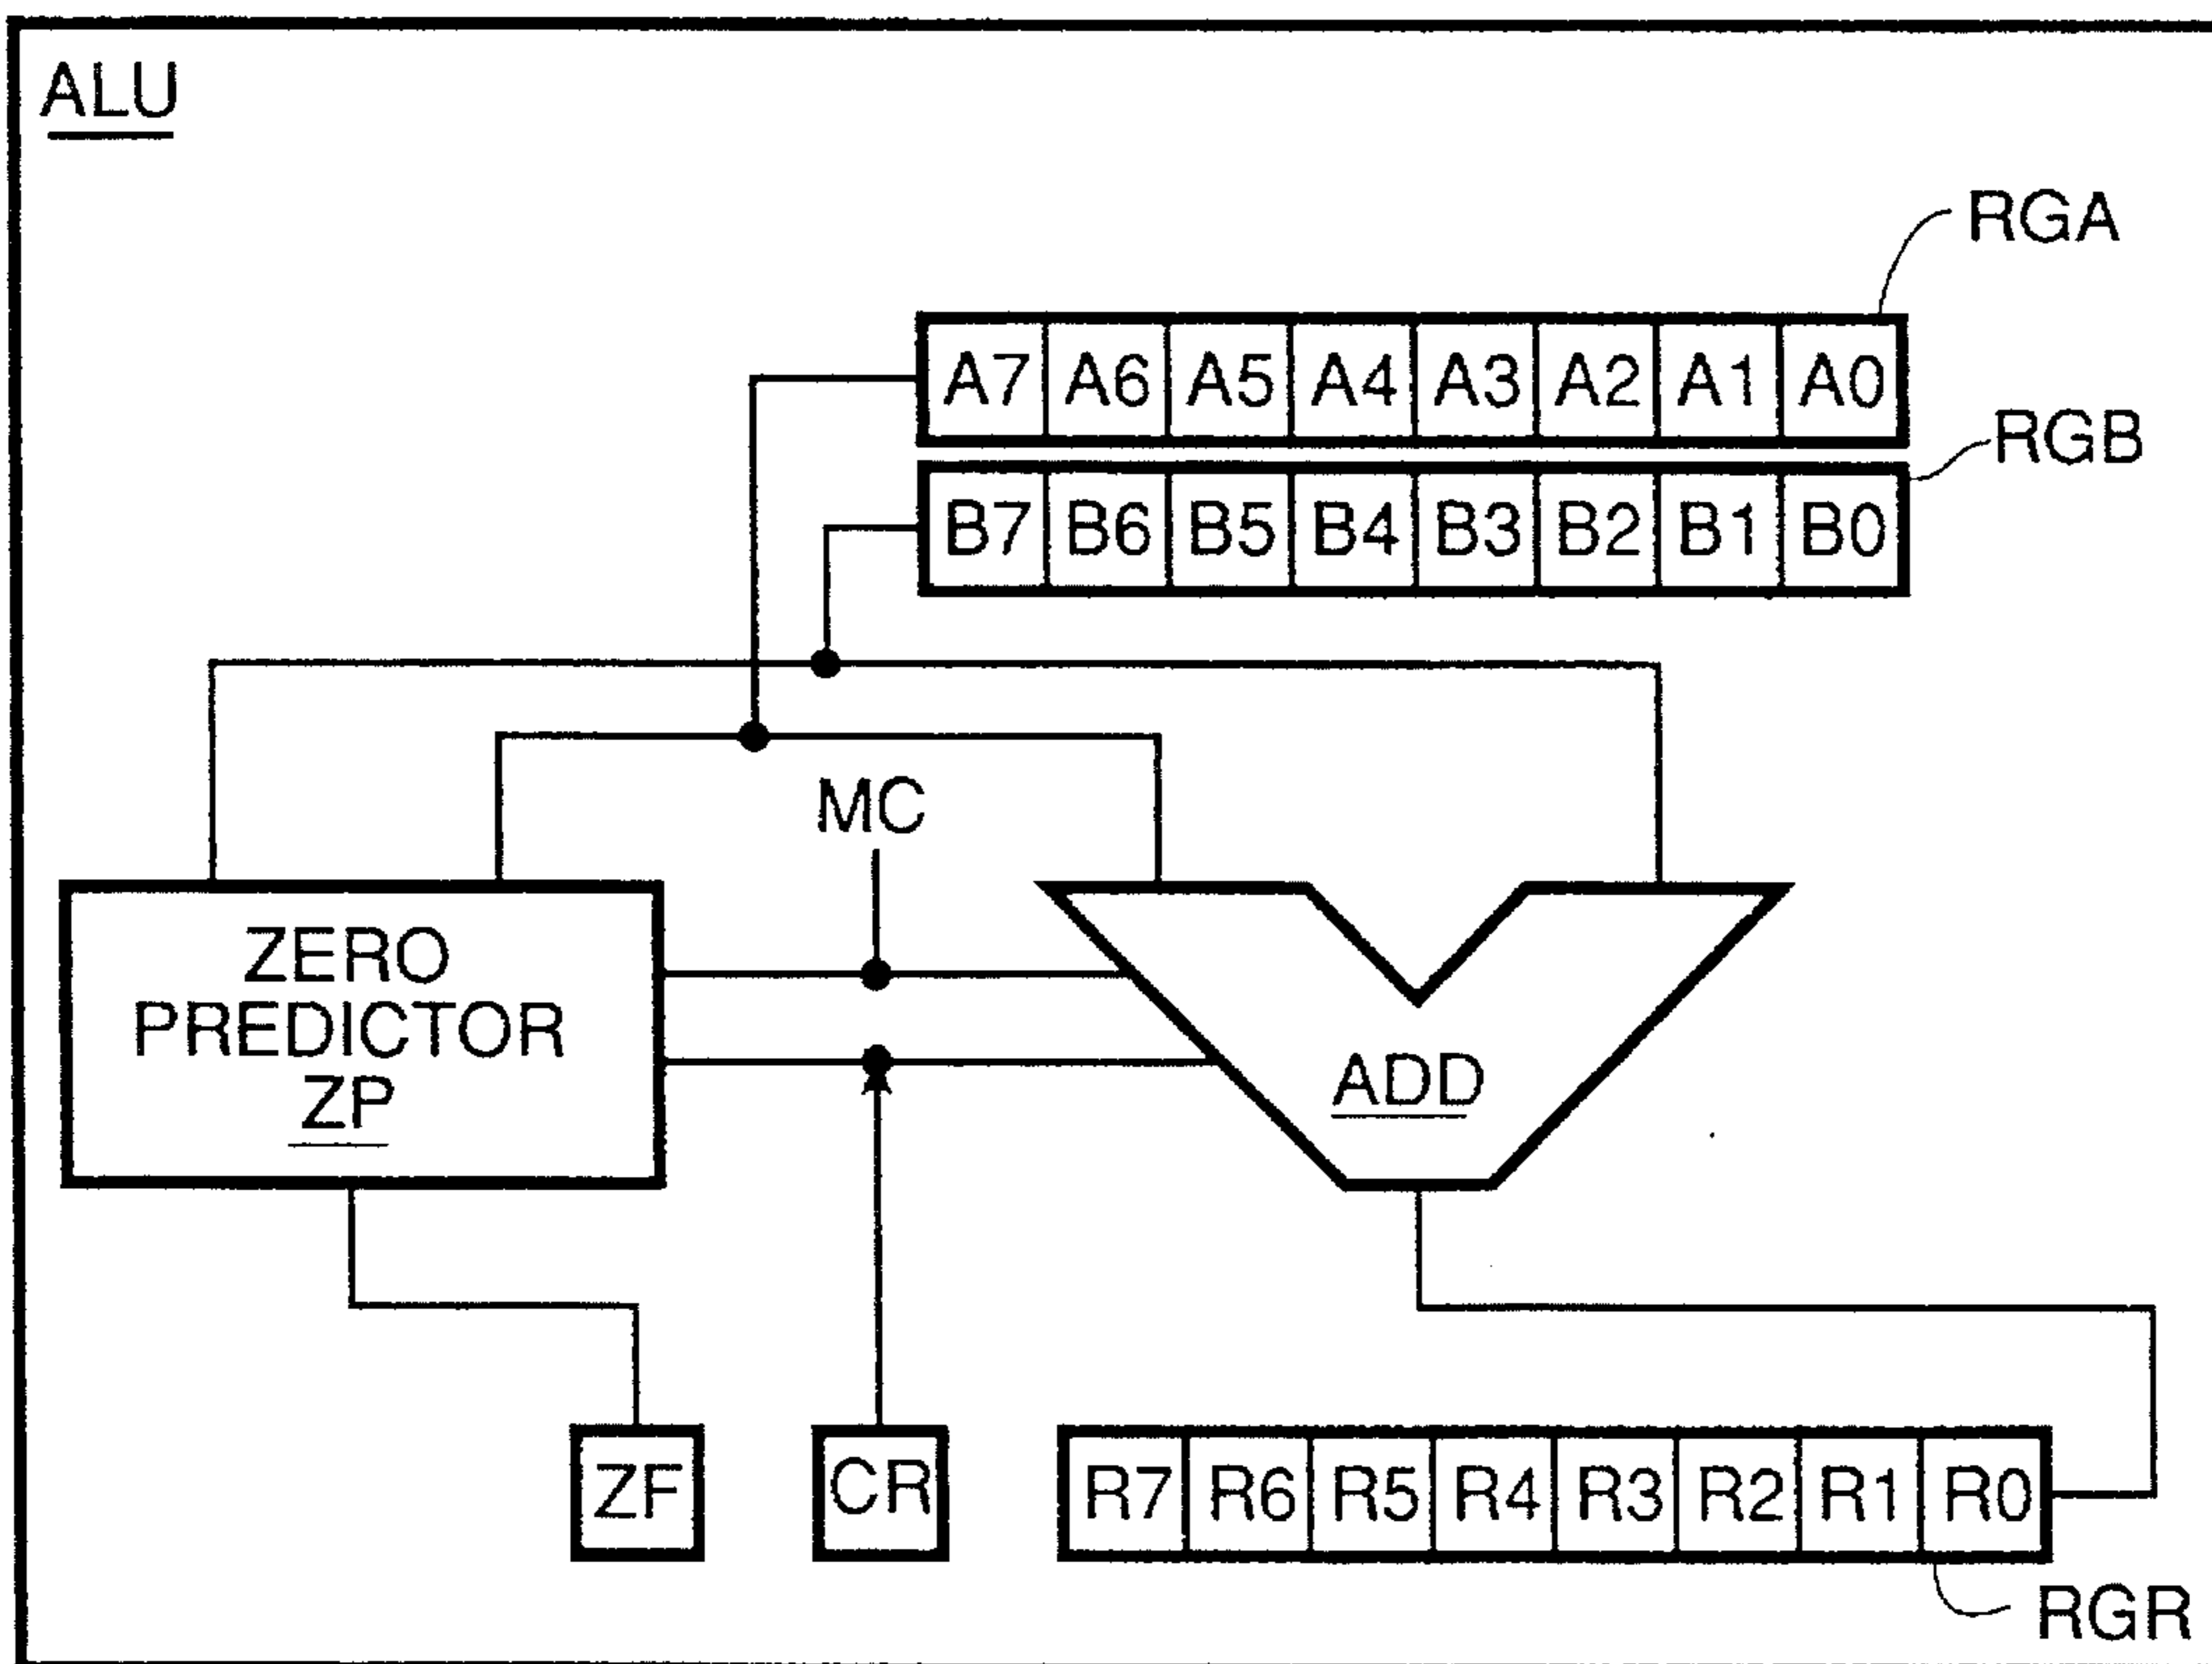 ALU
RGA
A7 A6 A5 A4 A3 A2 A1 A0
RGB
B7 B6 B5 B4 B3 B2 B1 B0
MC
ZERO
PREDICTOR
ZP
ADD
ZF
CR
R7 R6 R5 R4 R3 R2 R1 R0
RGR